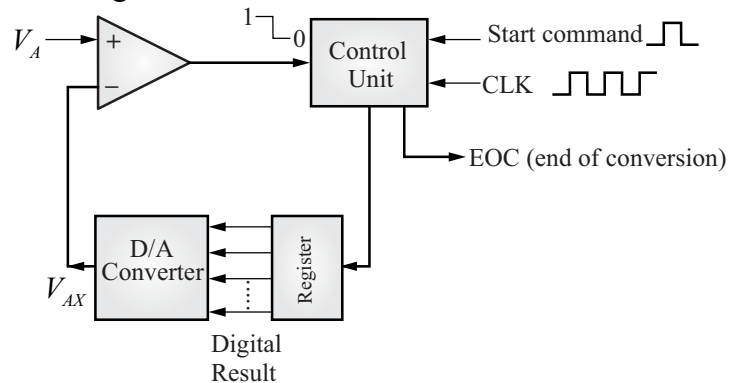 1
0
V_A
+
−
Control
Unit
Start command
CLK
EOC (end of conversion)
D/A
Converter
Register
V_AX
Digital
Result